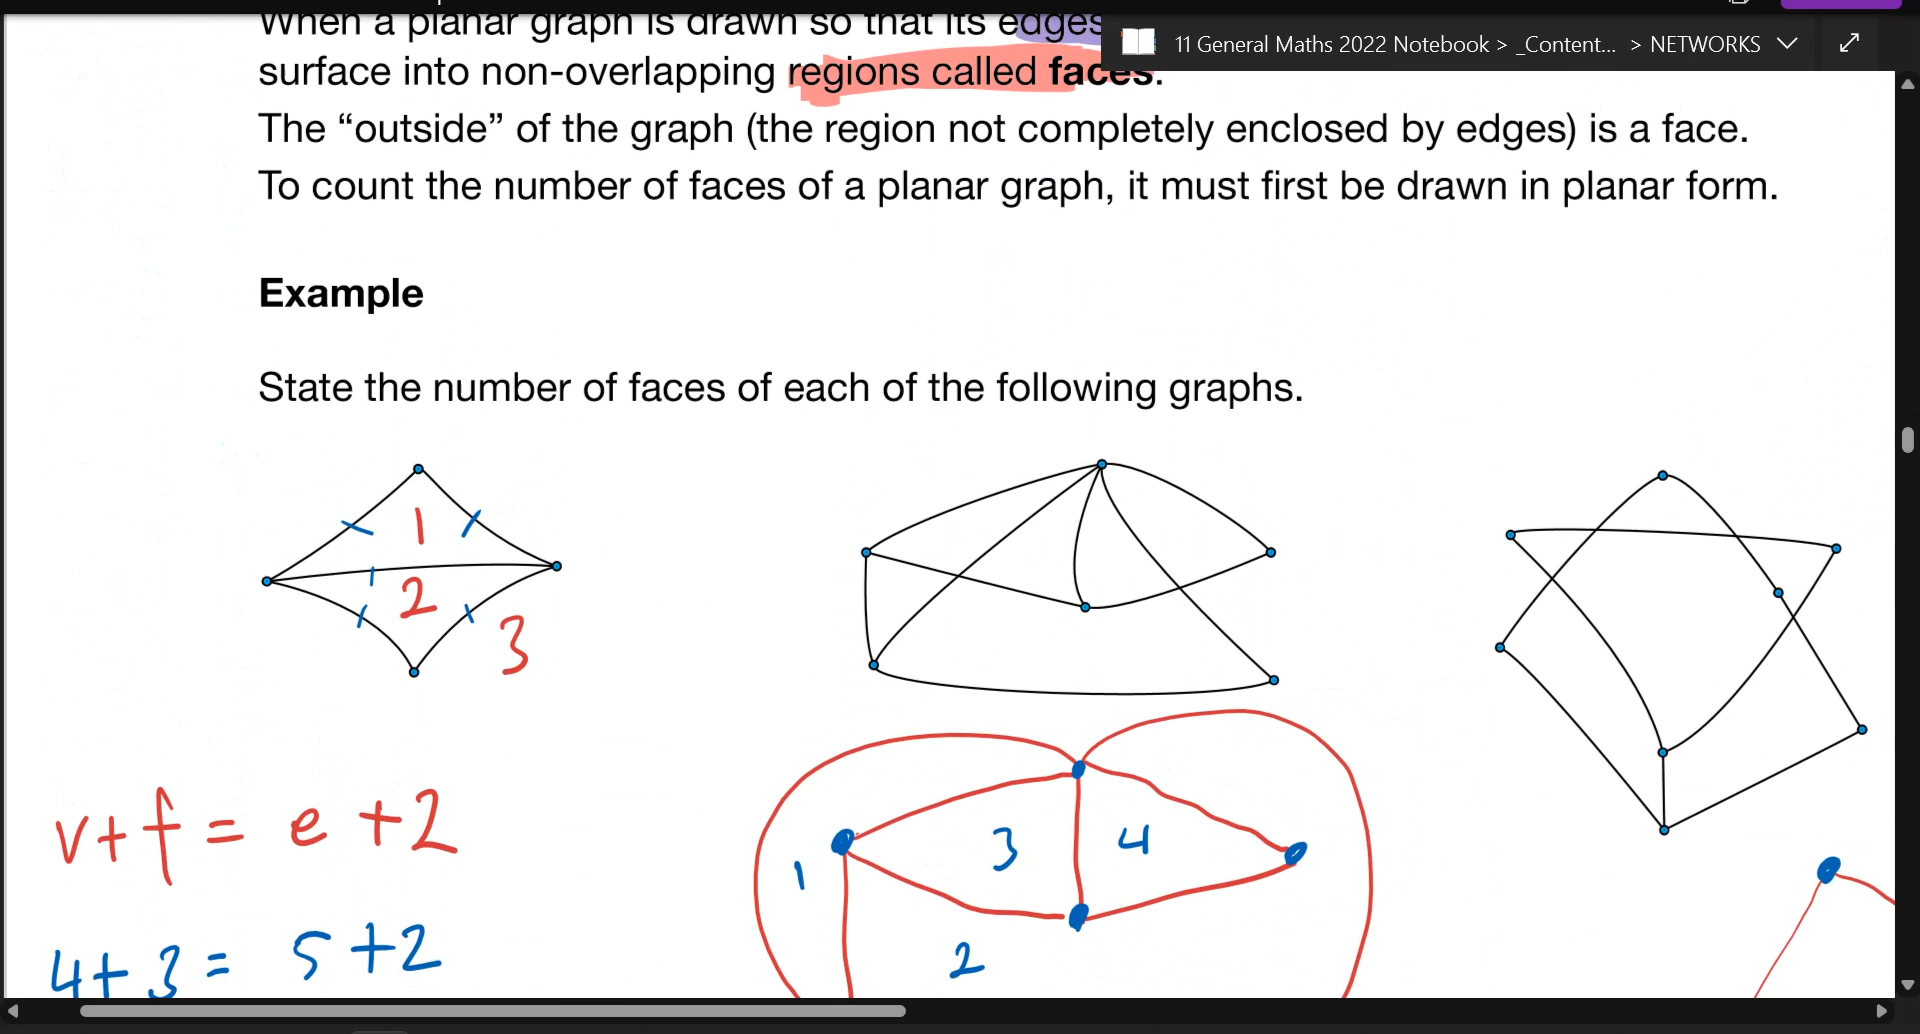 When a planar graph is drawn so that its edges
11 General Maths 2022 Notebook > _Content... > NETWORKS
surface into non-overlapping regions called faces.
The “outside” of the graph (the region not completely enclosed by edges) is a face.
To count the number of faces of a planar graph, it must first be drawn in planar form.
Example
State the number of faces of each of the following graphs.
1
2
3
v+f = e +2
3
4
1
4+3 = 5+2
2